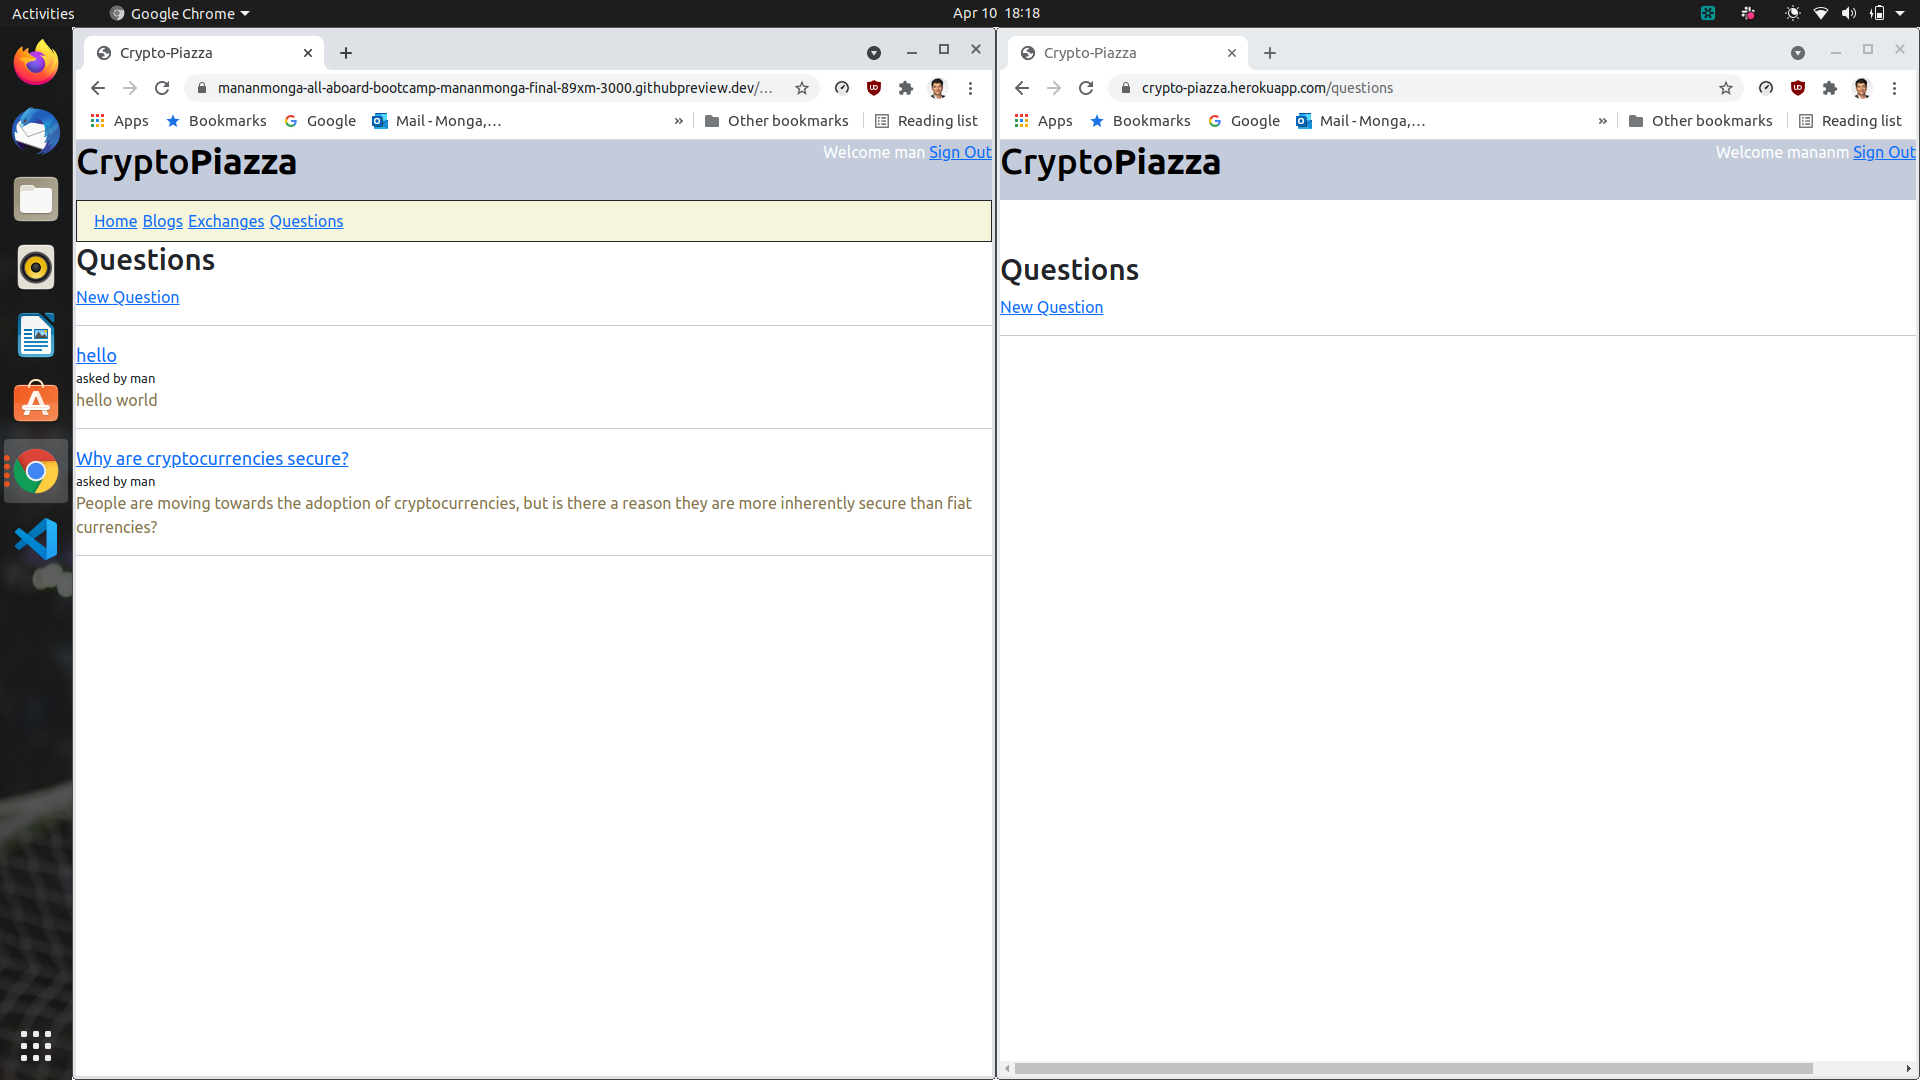 Activities
Google Chrome
Apr 10 18:18
Crypto-Piazza
mananmonga-all-aboard-bootcamp-mananmonga-final-89xm-3000.githubpreview.dev/...
Apps
Bookmarks
Google
Mail - Monga,...
»
Other bookmarks
Reading list
CryptoPiazza
Welcome man Sign Out
Home Blogs Exchanges Questions
Questions
New Question
hello
asked by man
hello world
Why are cryptocurrencies secure?
asked by man
People are moving towards the adoption of cryptocurrencies, but is there a reason they are more inherently secure than fiat
currencies?
Crypto-Piazza
crypto-piazza.herokuapp.com/questions
Apps
Bookmarks
Google
Mail - Monga,...
»
Other bookmarks
Reading list
CryptoPiazza
Welcome mananm Sign Out
Questions
New Question